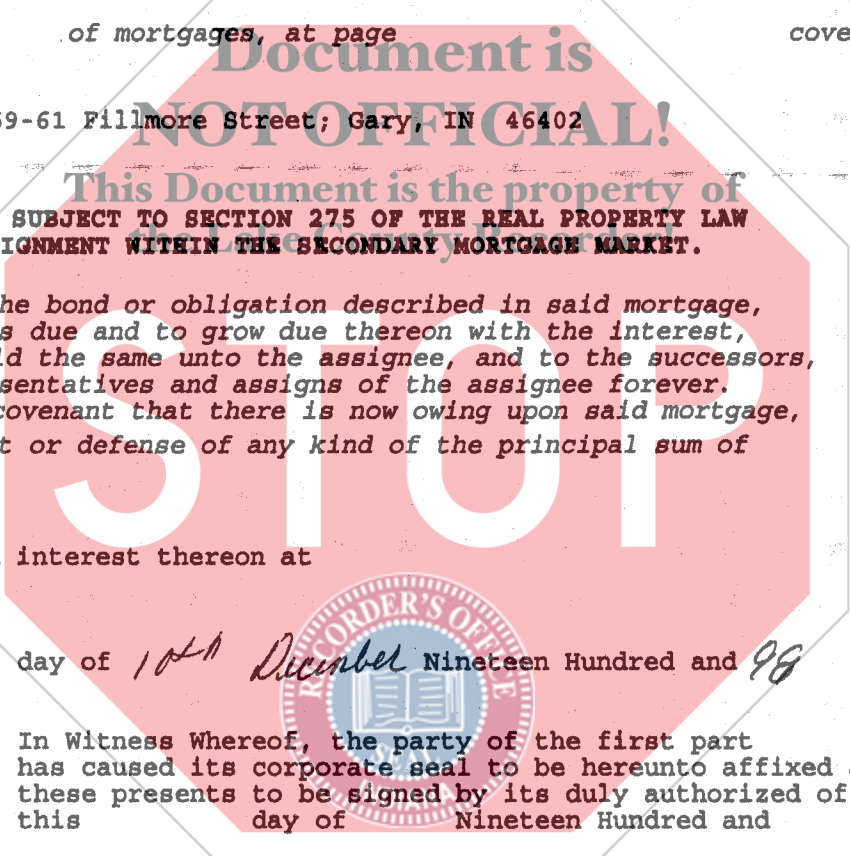 of mortgages, at page cove
Document is
NOT OFFICIAL!
59-61 Fillmore Street; Gary, IN 46402
This Document is the property of
SUBJECT TO SECTION 275 OF THE REAL PROPERTY LAW
the Lake County Recorder!
IGNMENT WITHIN THE SECONDARY MORTGAGE MARKET.
he bond or obligation described in said mortgage,
s due and to grow due thereon with the interest,
ld the same unto the assignee, and to the successors,
sentatives and assigns of the assignee forever.
covenant that there is now owing upon said mortgage,
t or defense of any kind of the principal sum of
STOP
interest thereon at
RECORDER'S OFFICE
day of 10th December Nineteen Hundred and 98
SEAL
In Witness Whereof, the party of the first part
has caused its corporate seal to be hereunto affixed
these presents to be signed by its duly authorized of
this day of Nineteen Hundred and